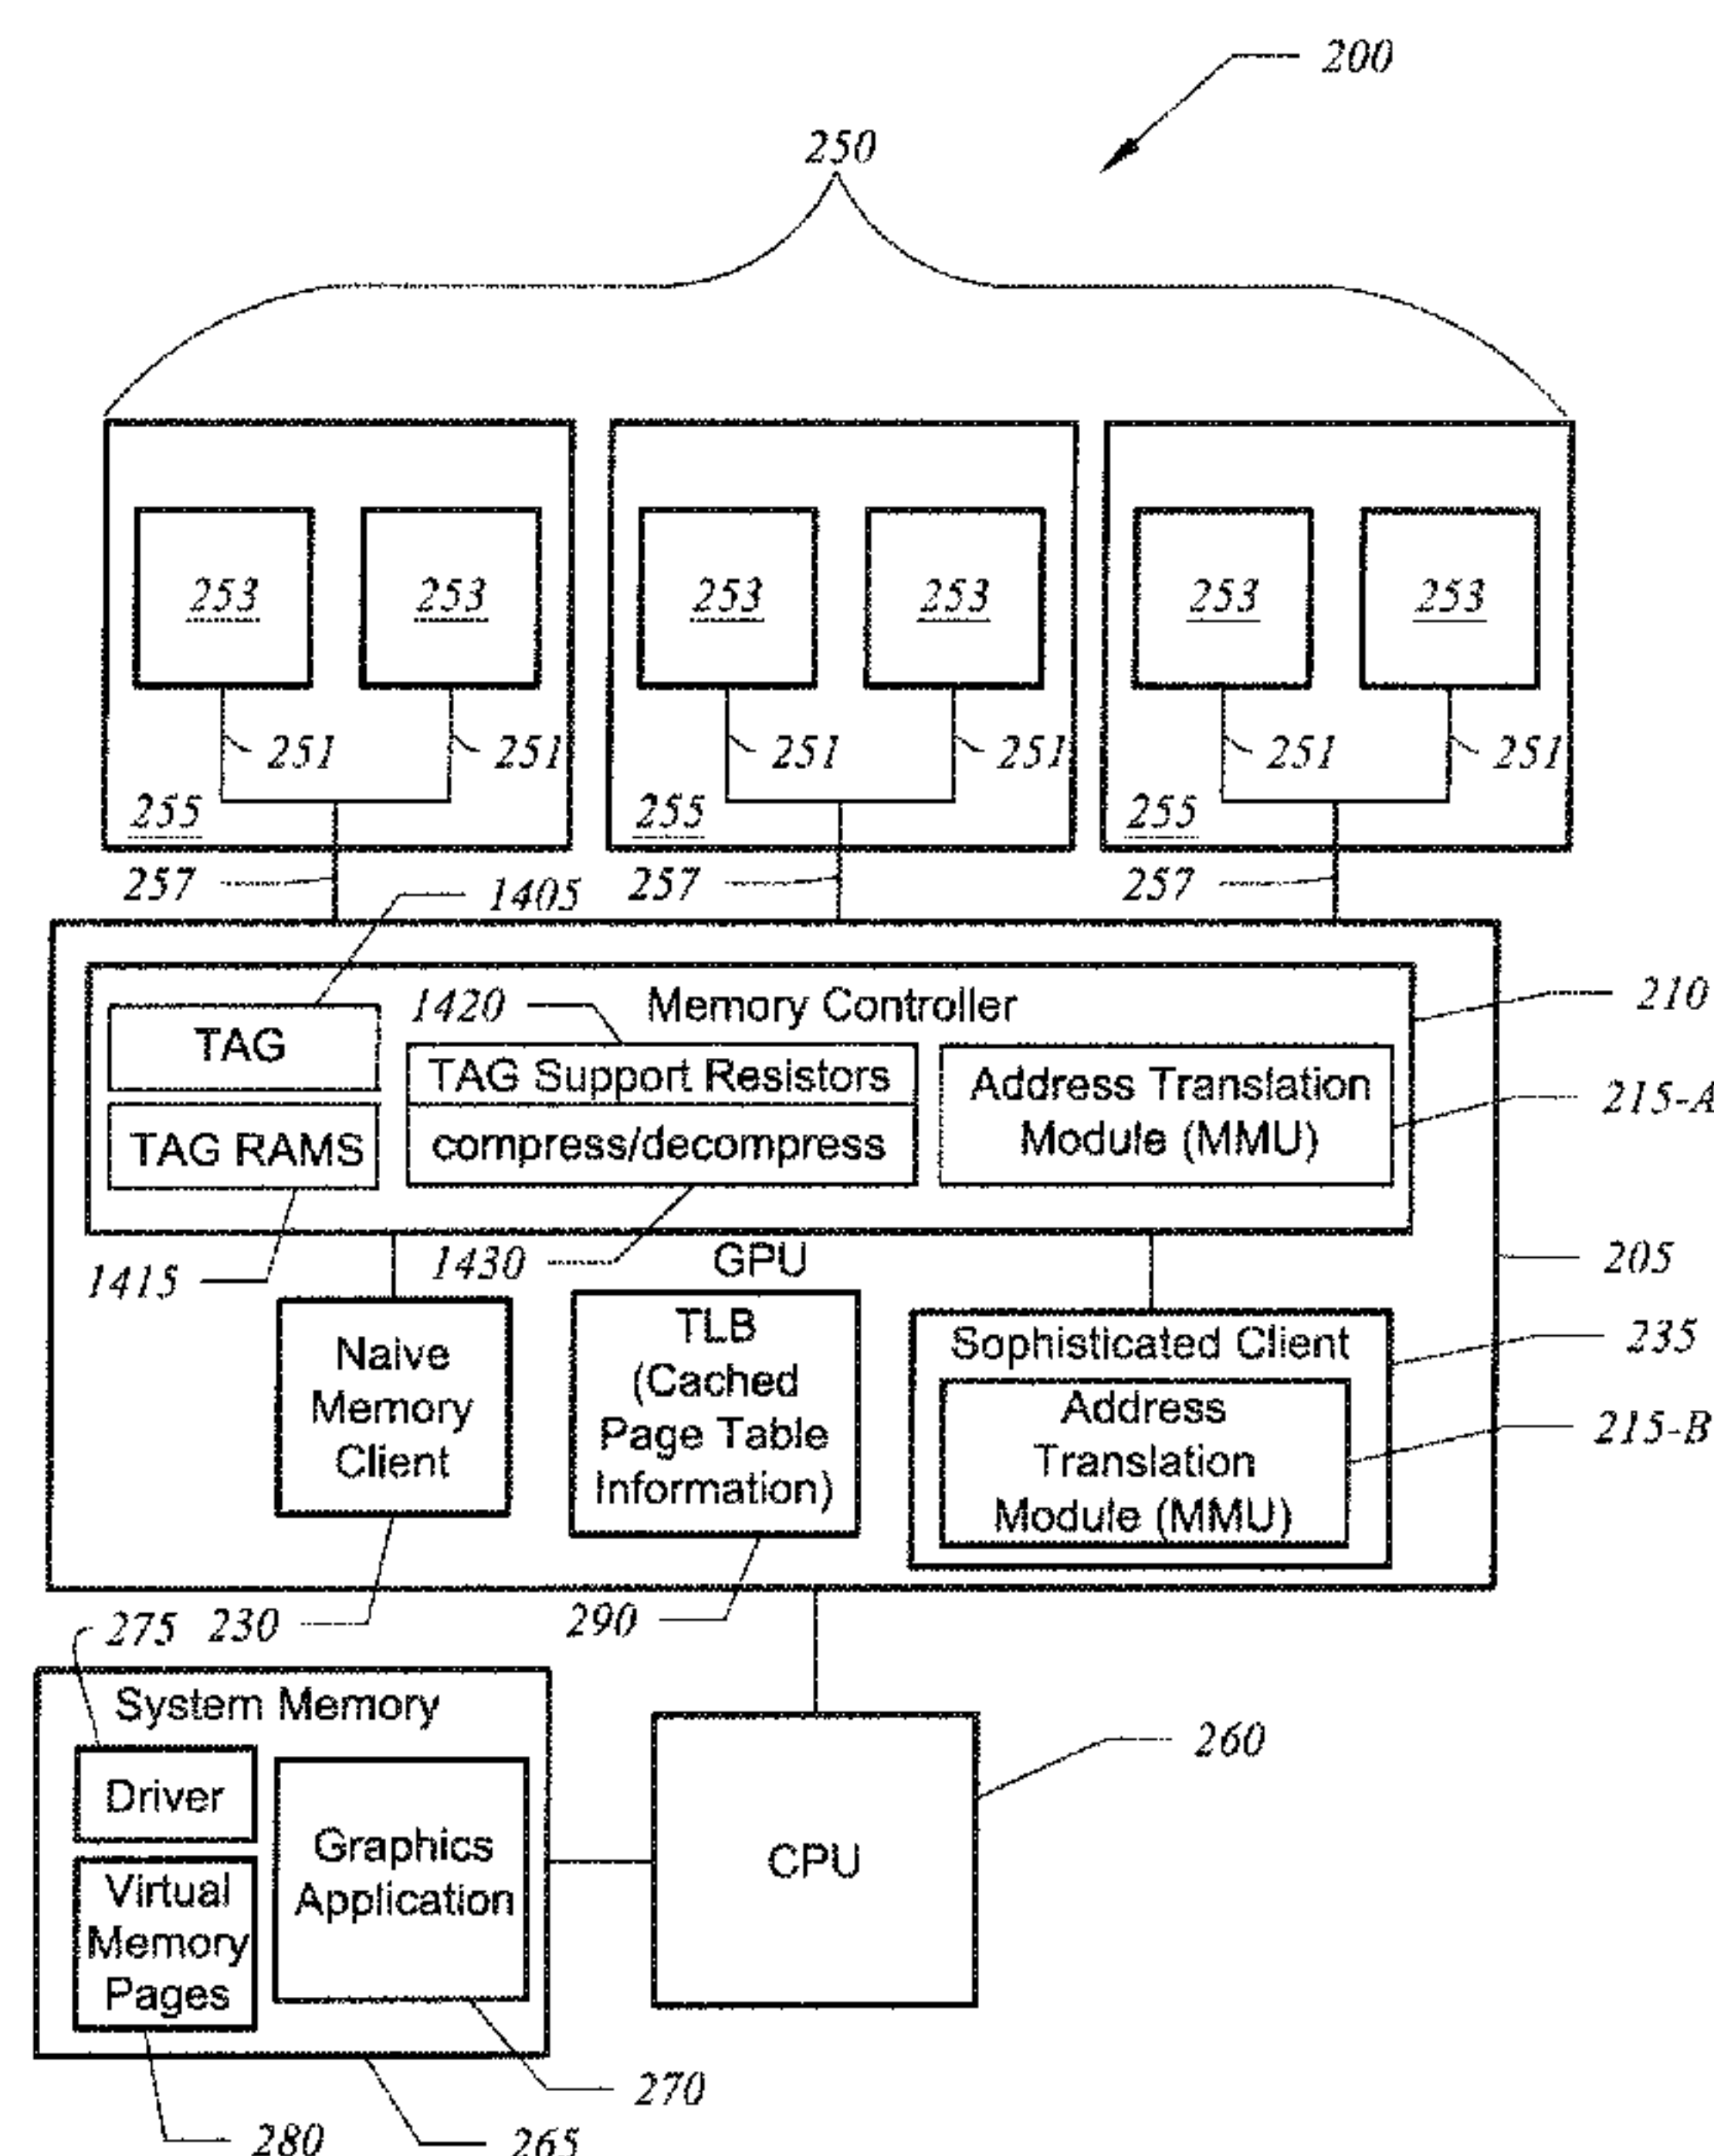 200
250
253 253 253 253 253 253
251 251 251 251 251 251
255 255 255
257 257 257
1405
Memory Controller
1420
210
TAG
TAG Support Resistors
Address Translation
Module (MMU)
215-A
TAG RAMS
compress/decompress
1415
1430
GPU
205
Naive
Memory
Client
TLB
(Cached
Page Table
Information)
Sophisticated Client
235
Address
Translation
Module (MMU)
215-B
275
230
290
System Memory
Driver
Graphics
Application
Virtual
Memory
Pages
CPU
260
270
280
265